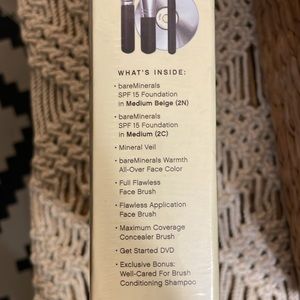 WHAT'S INSIDE:
• bareMinerals
SPF 15 Foundation
in Medium Beige (2N)
• bareMinerals
SPF 15 Foundation
in Medium (2C)
• Mineral Veil
• bareMinerals Warmth
All-Over Face Color
• Full Flawless
Face Brush
• Flawless Application
Face Brush
• Maximum Coverage
Concealer Brush
• Get Started DVD
• Exclusive Bonus:
Well-Cared For Brush
Conditioning Shampoo